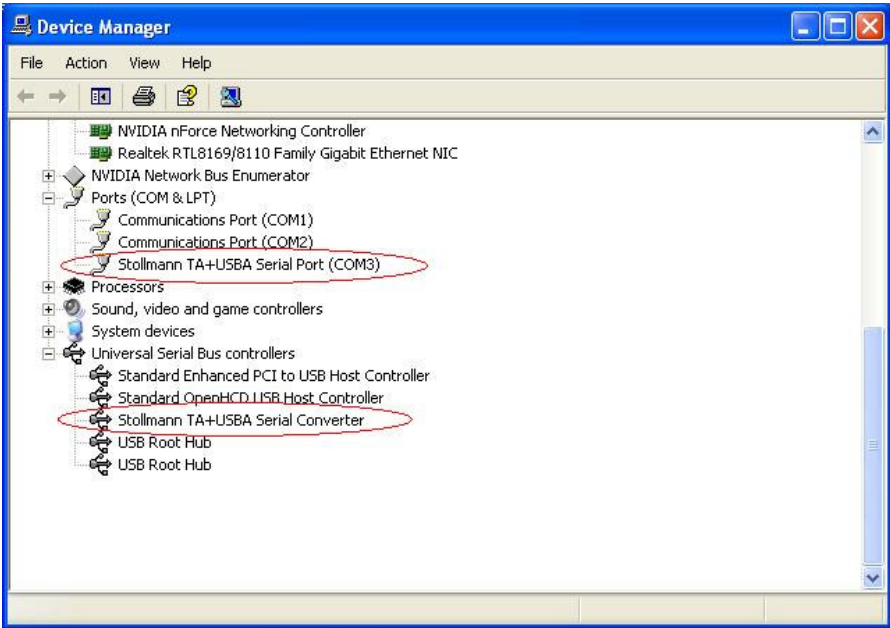 Device Manager
File Action View Help
NVIDIA nForce Networking Controller
Realtek RTL8169/8110 Family Gigabit Ethernet NIC
NVIDIA Network Bus Enumerator
Ports (COM & LPT)
Communications Port (COM1)
Communications Port (COM2)
Stollmann TA+USBA Serial Port (COM3)
Processors
Sound, video and game controllers
System devices
Universal Serial Bus controllers
Standard Enhanced PCI to USB Host Controller
Standard OpenHCD USB Host Controller
Stollmann TA+USBA Serial Converter
USB Root Hub
USB Root Hub